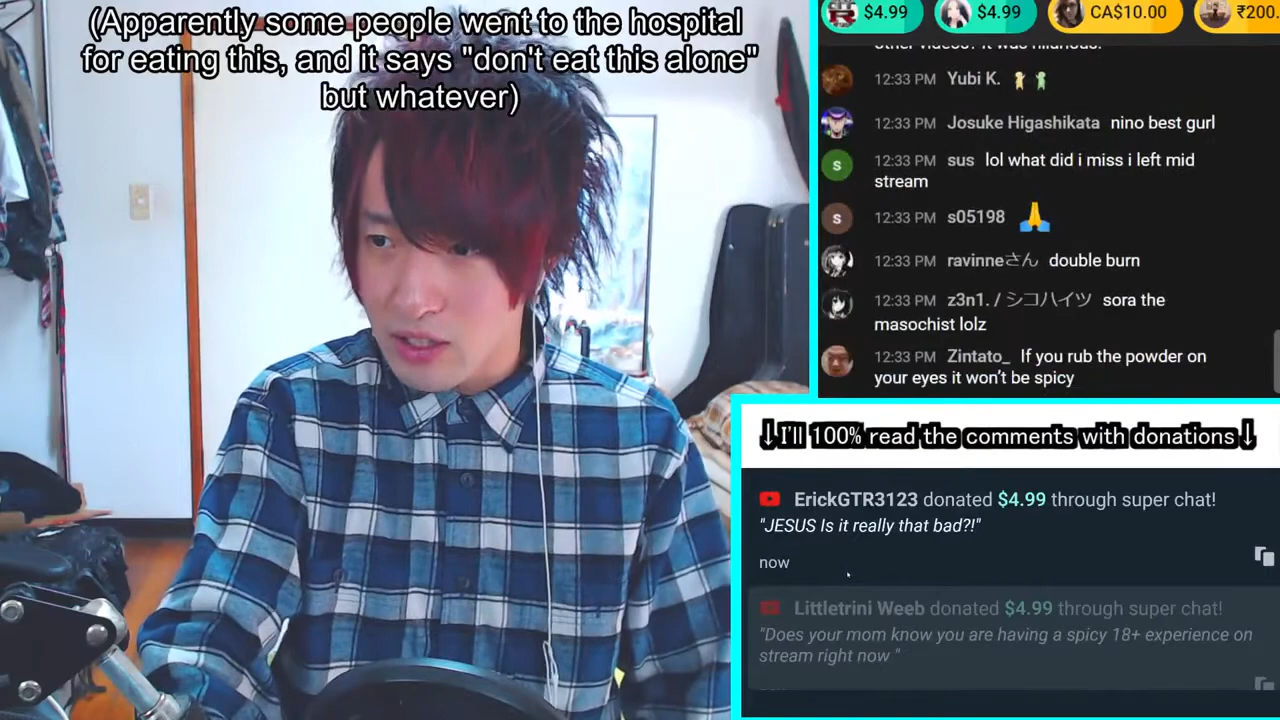 (Apparently some people went to the hospital
for eating this, and it says "don't eat this alone"
but whatever)
$4.99
$4.99
CA$10.00
₹200.
other videos? It was hilarious.
12:33 PM Yubi K.
12:33 PM Josuke Higashikata nino best gurl
S 12:33 PM sus lol what did i miss i left mid
stream
S 12:33 PM s05198 🙏
12:33 PM ravinneさん double burn
12:33 PM z3n1. / シコハイツ sora the
masochist lolz
12:33 PM Zintato_ If you rub the powder on
your eyes it won't be spicy
↓I'll 100% read the comments with donations↓
ErickGTR3123 donated $4.99 through super chat!
"JESUS Is it really that bad?!"
now
Littletrini Weeb donated $4.99 through super chat!
"Does your mom know you are having a spicy 18+ experience on
stream right now "